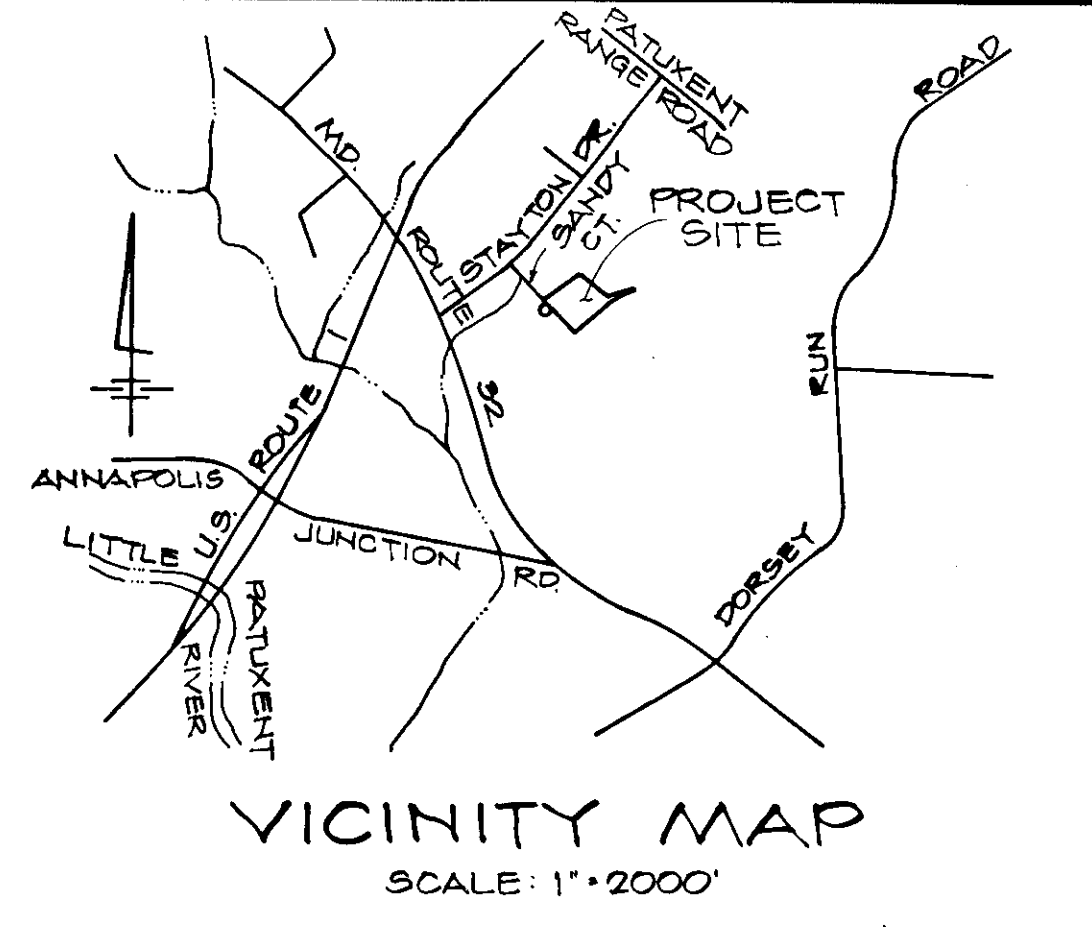 PATUXENT
RANGE ROAD
ROAD
MD. ROUTE 32
STAYTON DR.
SANDY
CT.
PROJECT
SITE
U.S. ROUTE 1
ANNAPOLIS JUNCTION RD.
LITTLE PATUXENT RIVER
DORSEY RUN
VICINITY MAP
SCALE: 1"=2000'